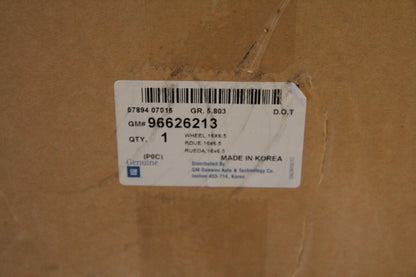 57894 07015 GR. 5.803 D.O.T
GM# 96626213
QTY. 1 WHEEL,16X6.5
ROUE,16x6.5
RUEDA,16x6.5
(P0C) MADE IN KOREA
Genuine Distributed By
GM GM Daewoo Auto & Technology Co.
Incheon 403-714, Korea